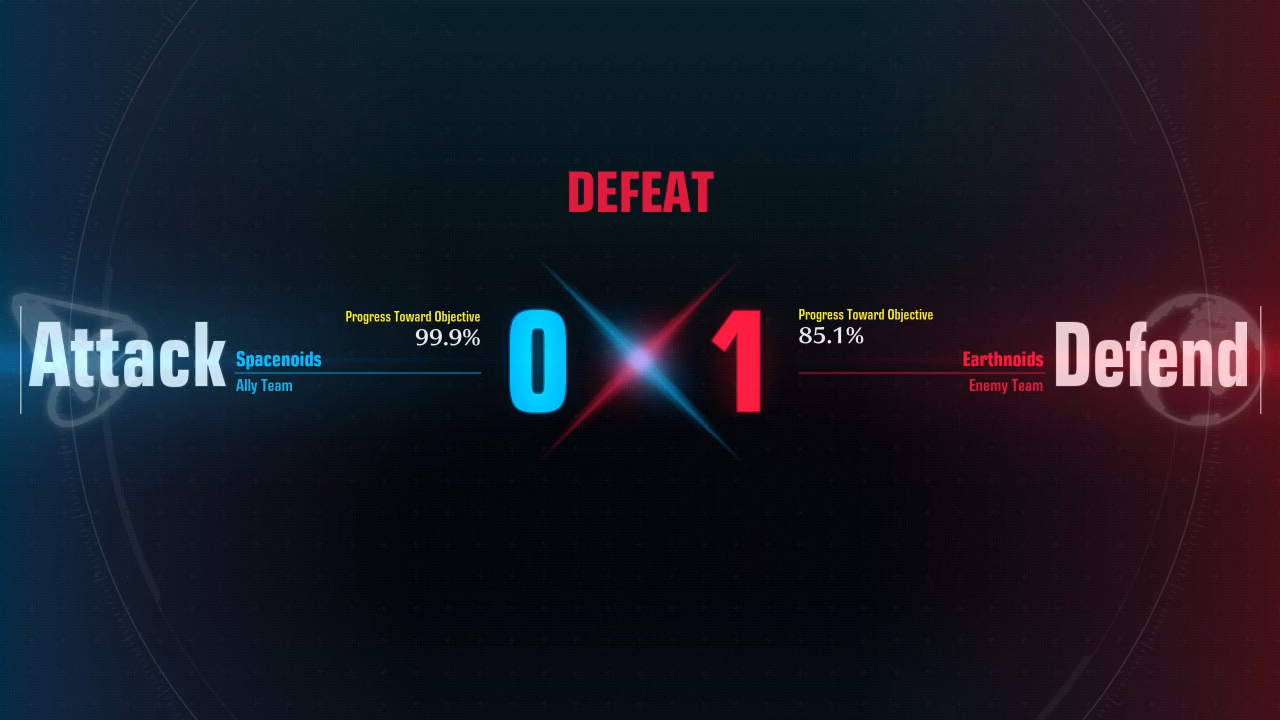 DEFEAT
Attack
Spacenoids
Ally Team
Progress Toward Objective
99.9%
0
1
Progress Toward Objective
85.1%
Earthnoids
Enemy Team
Defend